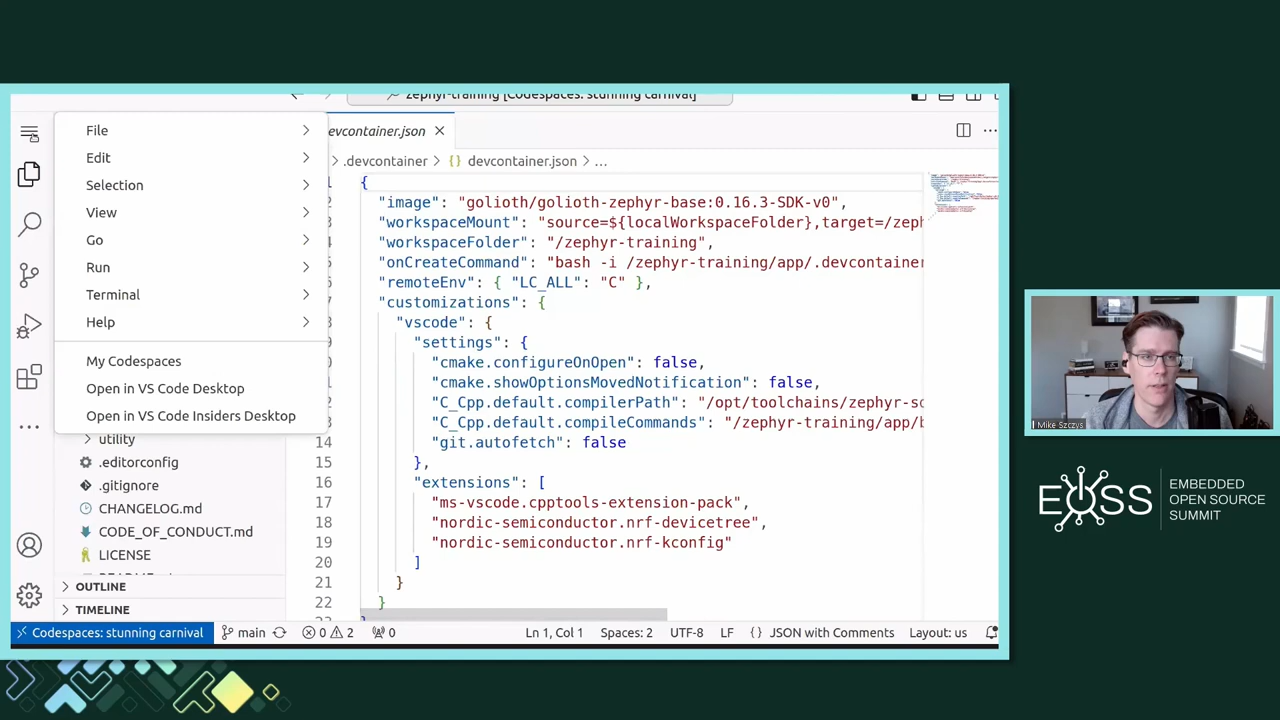 zephyr-training [Codespaces: stunning carnival]
File
Edit
Selection
View
Go
Run
Terminal
Help
My Codespaces
Open in VS Code Desktop
Open in VS Code Insiders Desktop
utility
.editorconfig
.gitignore
CHANGELOG.md
CODE_OF_CONDUCT.md
LICENSE
OUTLINE
TIMELINE
devcontainer.json
.devcontainer > {} devcontainer.json > ...
{
"image": "golioth/golioth-zephyr-base:0.16.3-SDK-v0",
"workspaceMount": "source=${localWorkspaceFolder},target=/zeph
"workspaceFolder": "/zephyr-training",
"onCreateCommand": "bash -i /zephyr-training/app/.devcontainer
"remoteEnv": { "LC_ALL": "C" },
"customizations": {
"vscode": {
"settings": {
"cmake.configureOnOpen": false,
"cmake.showOptionsMovedNotification": false,
"C_Cpp.default.compilerPath": "/opt/toolchains/zephyr-sd
"C_Cpp.default.compileCommands": "/zephyr-training/app/b
14 "git.autofetch": false
15 },
16 "extensions": [
17 "ms-vscode.cpptools-extension-pack",
18 "nordic-semiconductor.nrf-devicetree",
19 "nordic-semiconductor.nrf-kconfig"
20 ]
21 }
22 }
Codespaces: stunning carnival main 0 2 0 Ln 1, Col 1 Spaces: 2 UTF-8 LF {} JSON with Comments Layout: us
Mike Szczys
EOSS
EMBEDDED
OPEN SOURCE
SUMMIT